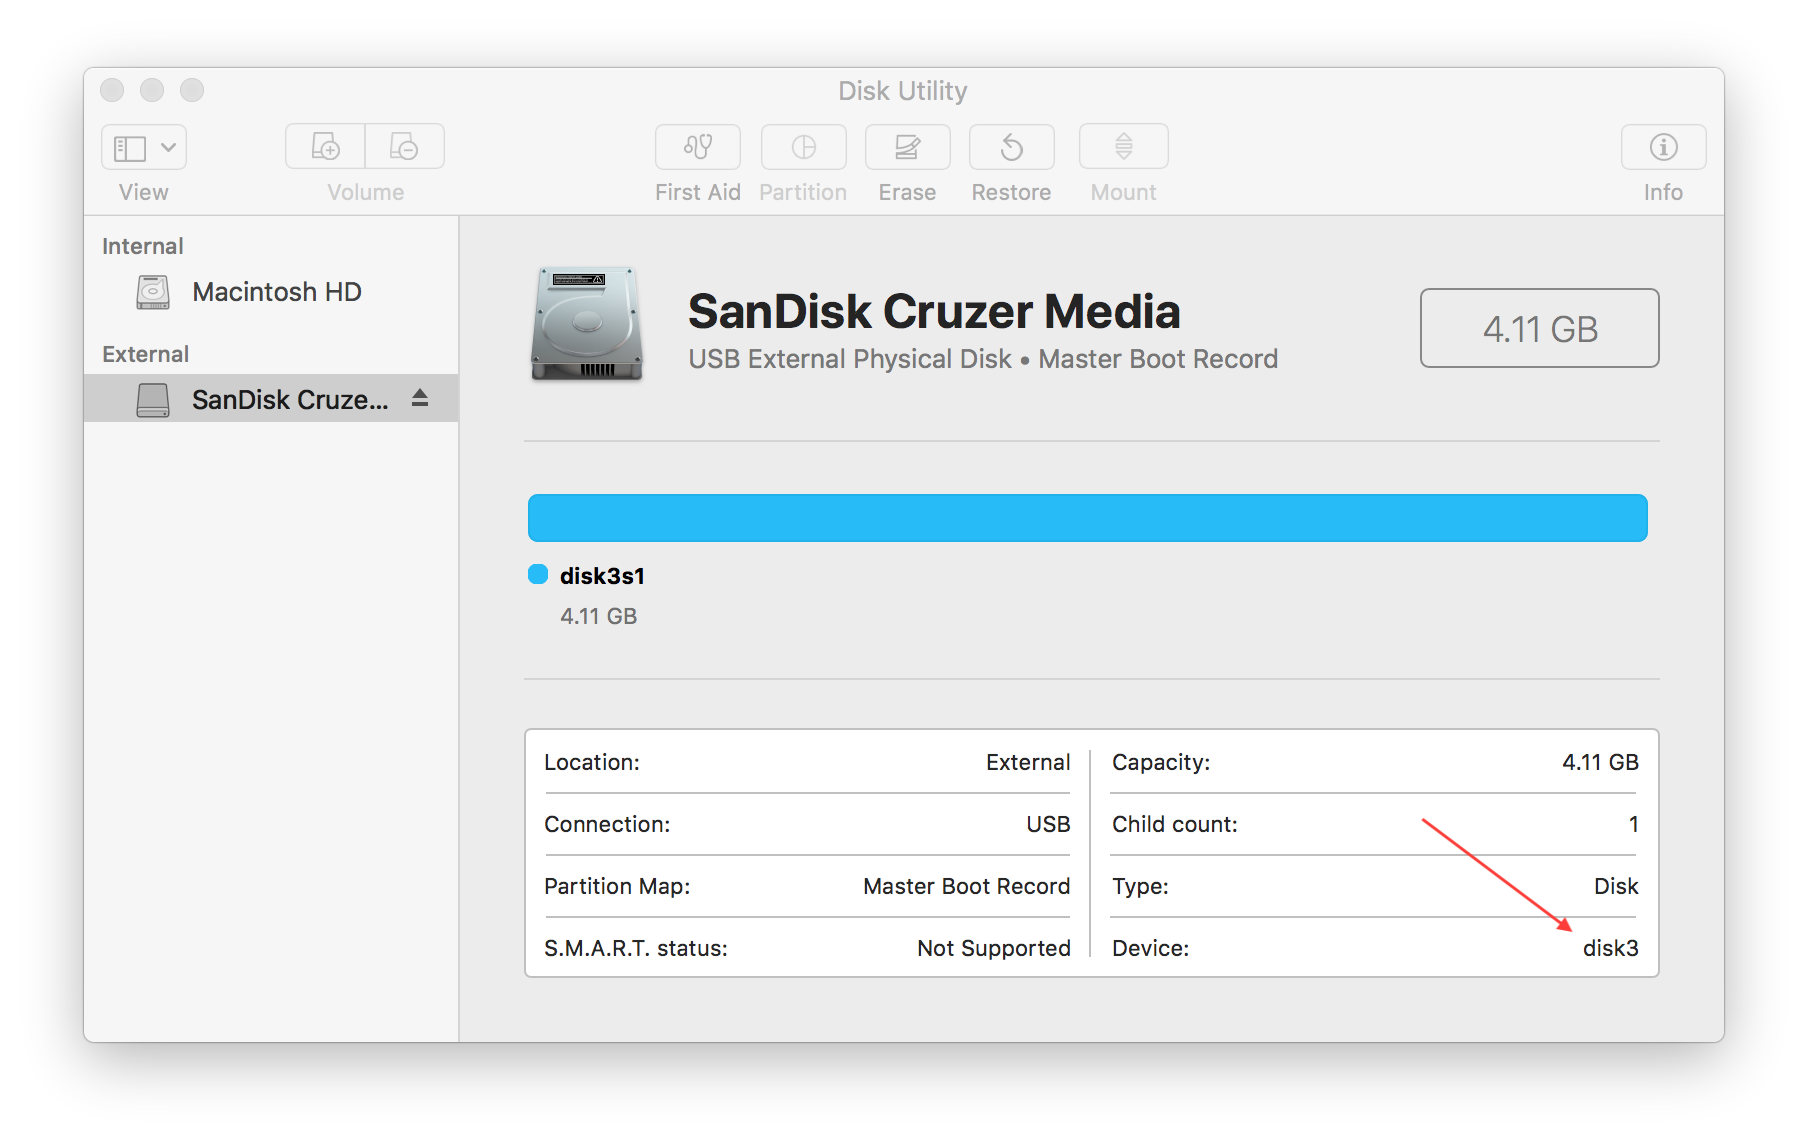 Disk Utility
View
Volume
First Aid
Partition
Erase
Restore
Mount
Info
Internal
Macintosh HD
External
SanDisk Cruze...
SanDisk Cruzer Media
USB External Physical Disk • Master Boot Record
4.11 GB
disk3s1
4.11 GB
Location: External
Connection: USB
Partition Map: Master Boot Record
S.M.A.R.T. status: Not Supported
Capacity: 4.11 GB
Child count: 1
Type: Disk
Device: disk3